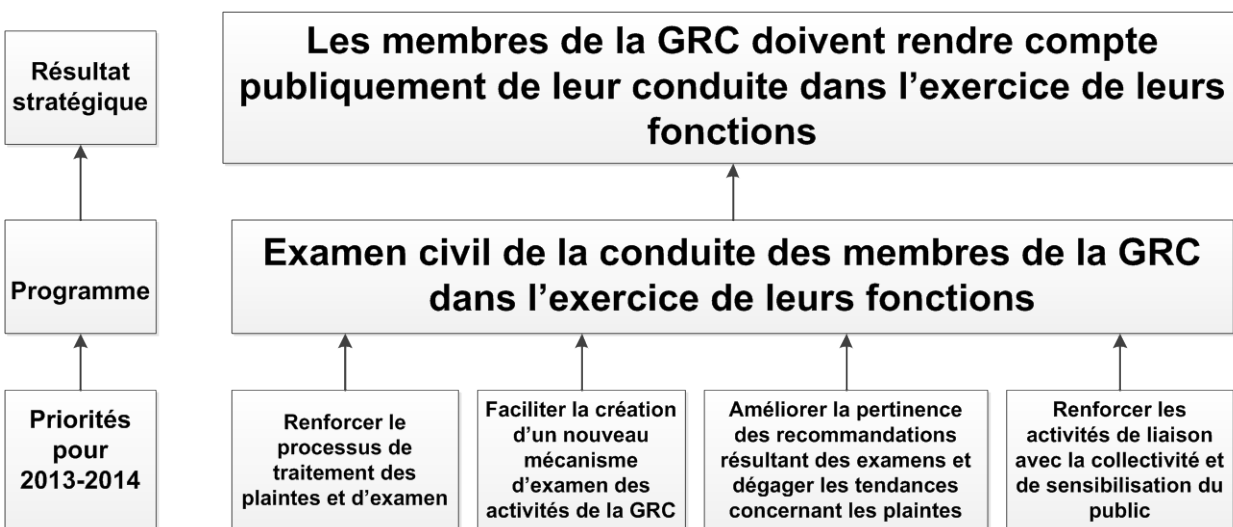 Résultat
stratégique
Les membres de la GRC doivent rendre compte
publiquement de leur conduite dans l’exercice de leurs
fonctions
Programme
Examen civil de la conduite des membres de la GRC
dans l’exercice de leurs fonctions
Priorités
pour
2013-2014
Renforcer le
processus de
traitement des
plaintes et d’examen
Faciliter la création
d’un nouveau
mécanisme
d’examen des
activités de la GRC
Améliorer la pertinence
des recommandations
résultant des examens et
dégager les tendances
concernant les plaintes
Renforcer les
activités de liaison
avec la collectivité et
de sensibilisation du
public